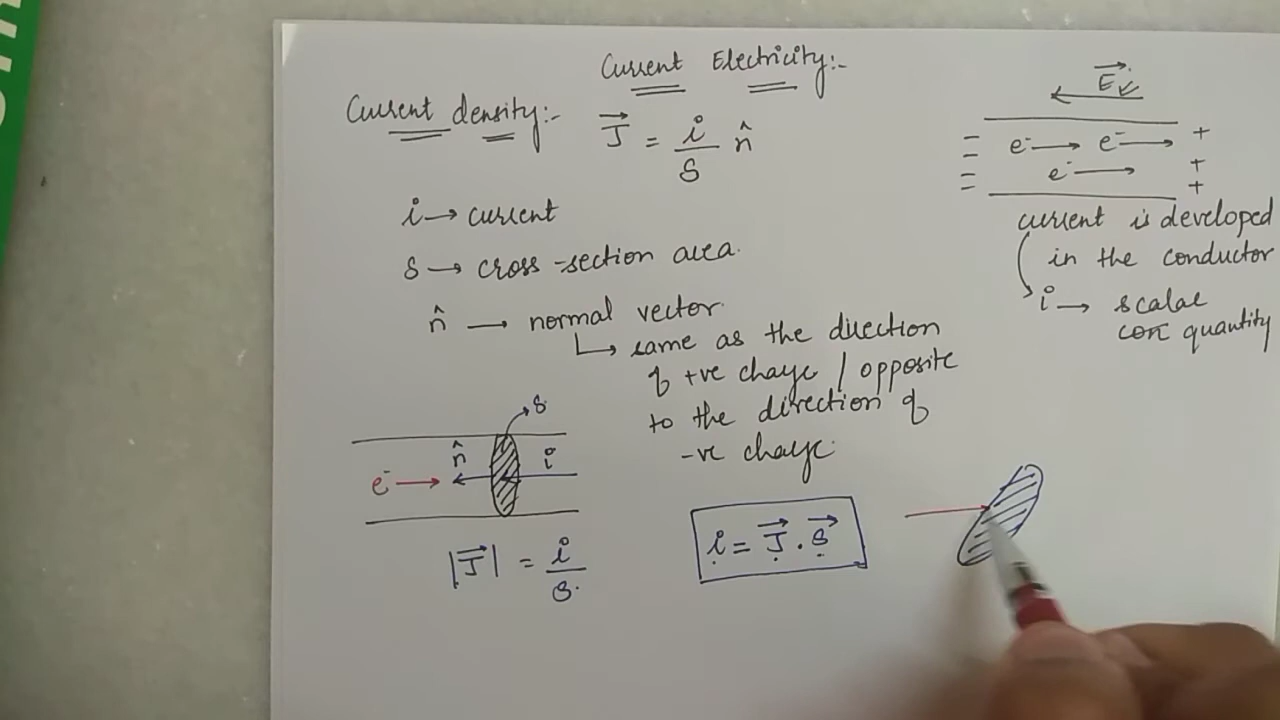 Current Electricity:-
Current density:- J⃗ = i/S n̂
i → current
s → cross-section area.
n̂ → normal vector.
↳ same as the direction
of +ve charge / opposite
to the direction of
-ve charge.
s
n̂ i
e⁻ →
|J⃗| = i/s.
i = J⃗ . S⃗
E⃗
= e⁻ → e⁻ → +
= e⁻ → +
+
current is developed
in the conductor
i → scalar
quantity